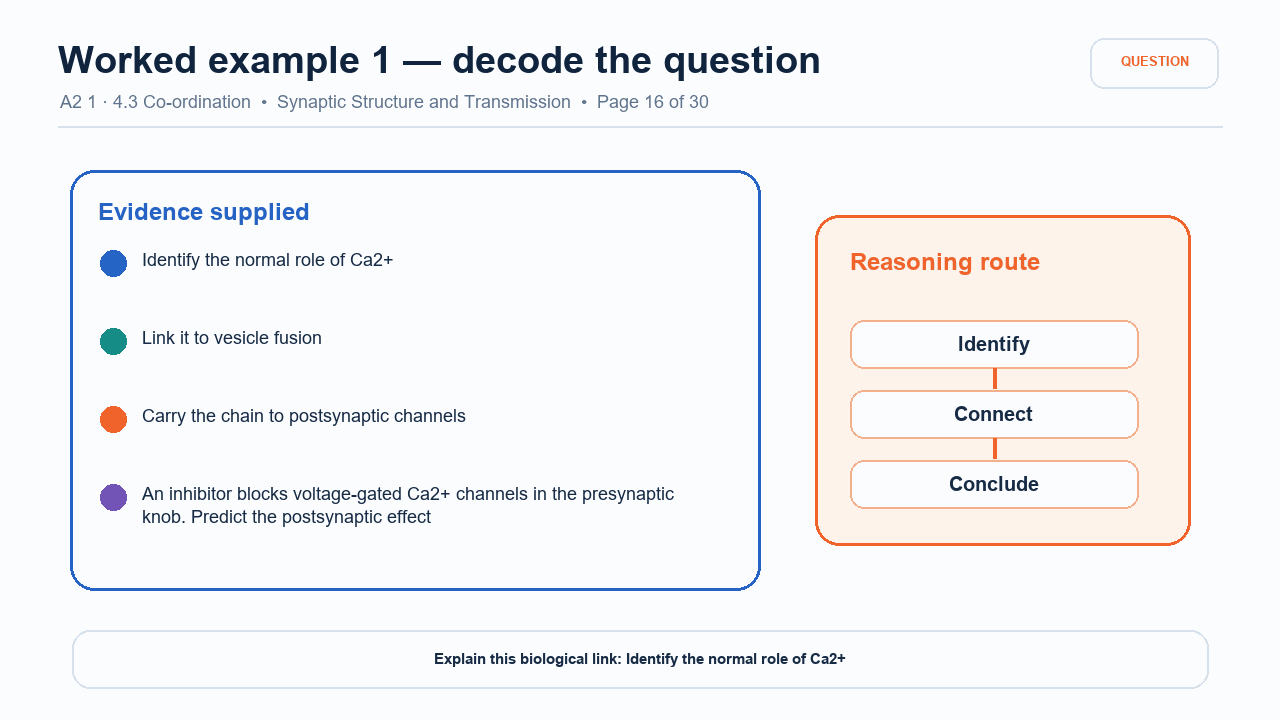 Worked example 1 — decode the question
QUESTION
A2 1 · 4.3 Co-ordination • Synaptic Structure and Transmission • Page 16 of 30
Evidence supplied
Identify the normal role of Ca2+
Link it to vesicle fusion
Carry the chain to postsynaptic channels
An inhibitor blocks voltage-gated Ca2+ channels in the presynaptic
knob. Predict the postsynaptic effect
Reasoning route
Identify
Connect
Conclude
Explain this biological link: Identify the normal role of Ca2+